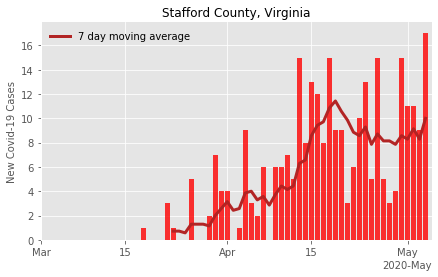 Stafford County, Virginia
7 day moving average
New Covid-19 Cases
16
14
12
10
8
6
4
2
0
Mar
15
Apr
15
May
2020-May